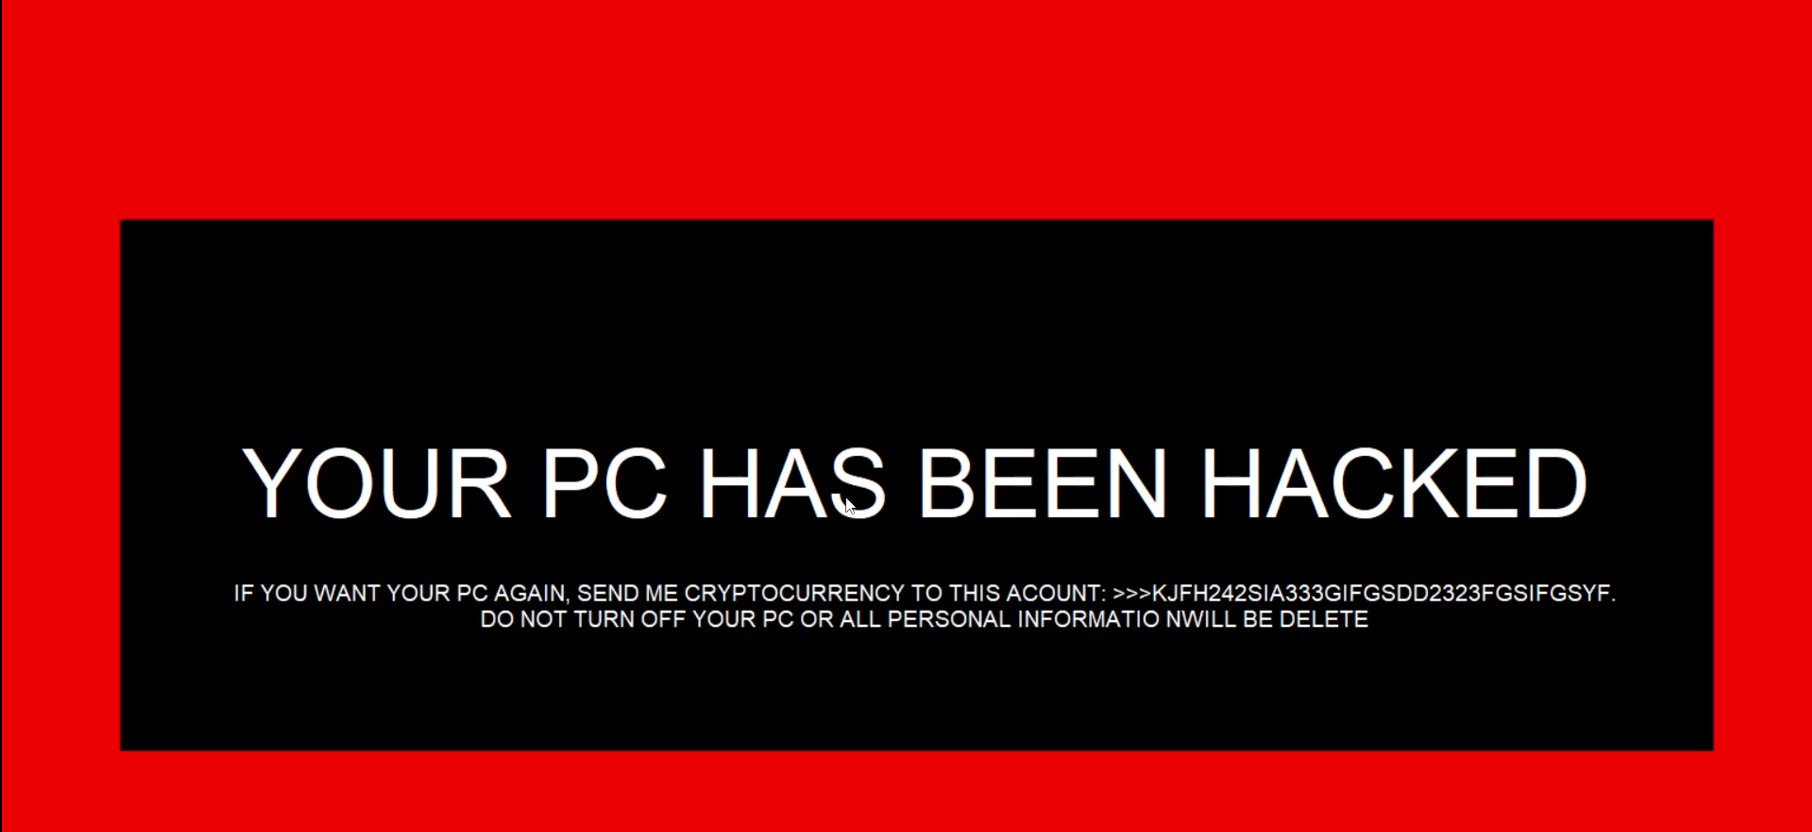 YOUR PC HAS BEEN HACKED
IF YOU WANT YOUR PC AGAIN, SEND ME CRYPTOCURRENCY TO THIS ACOUNT: >>>KJFH242SIA333GIFGSDD2323FGSIFGSYF.
DO NOT TURN OFF YOUR PC OR ALL PERSONAL INFORMATIO NWILL BE DELETE